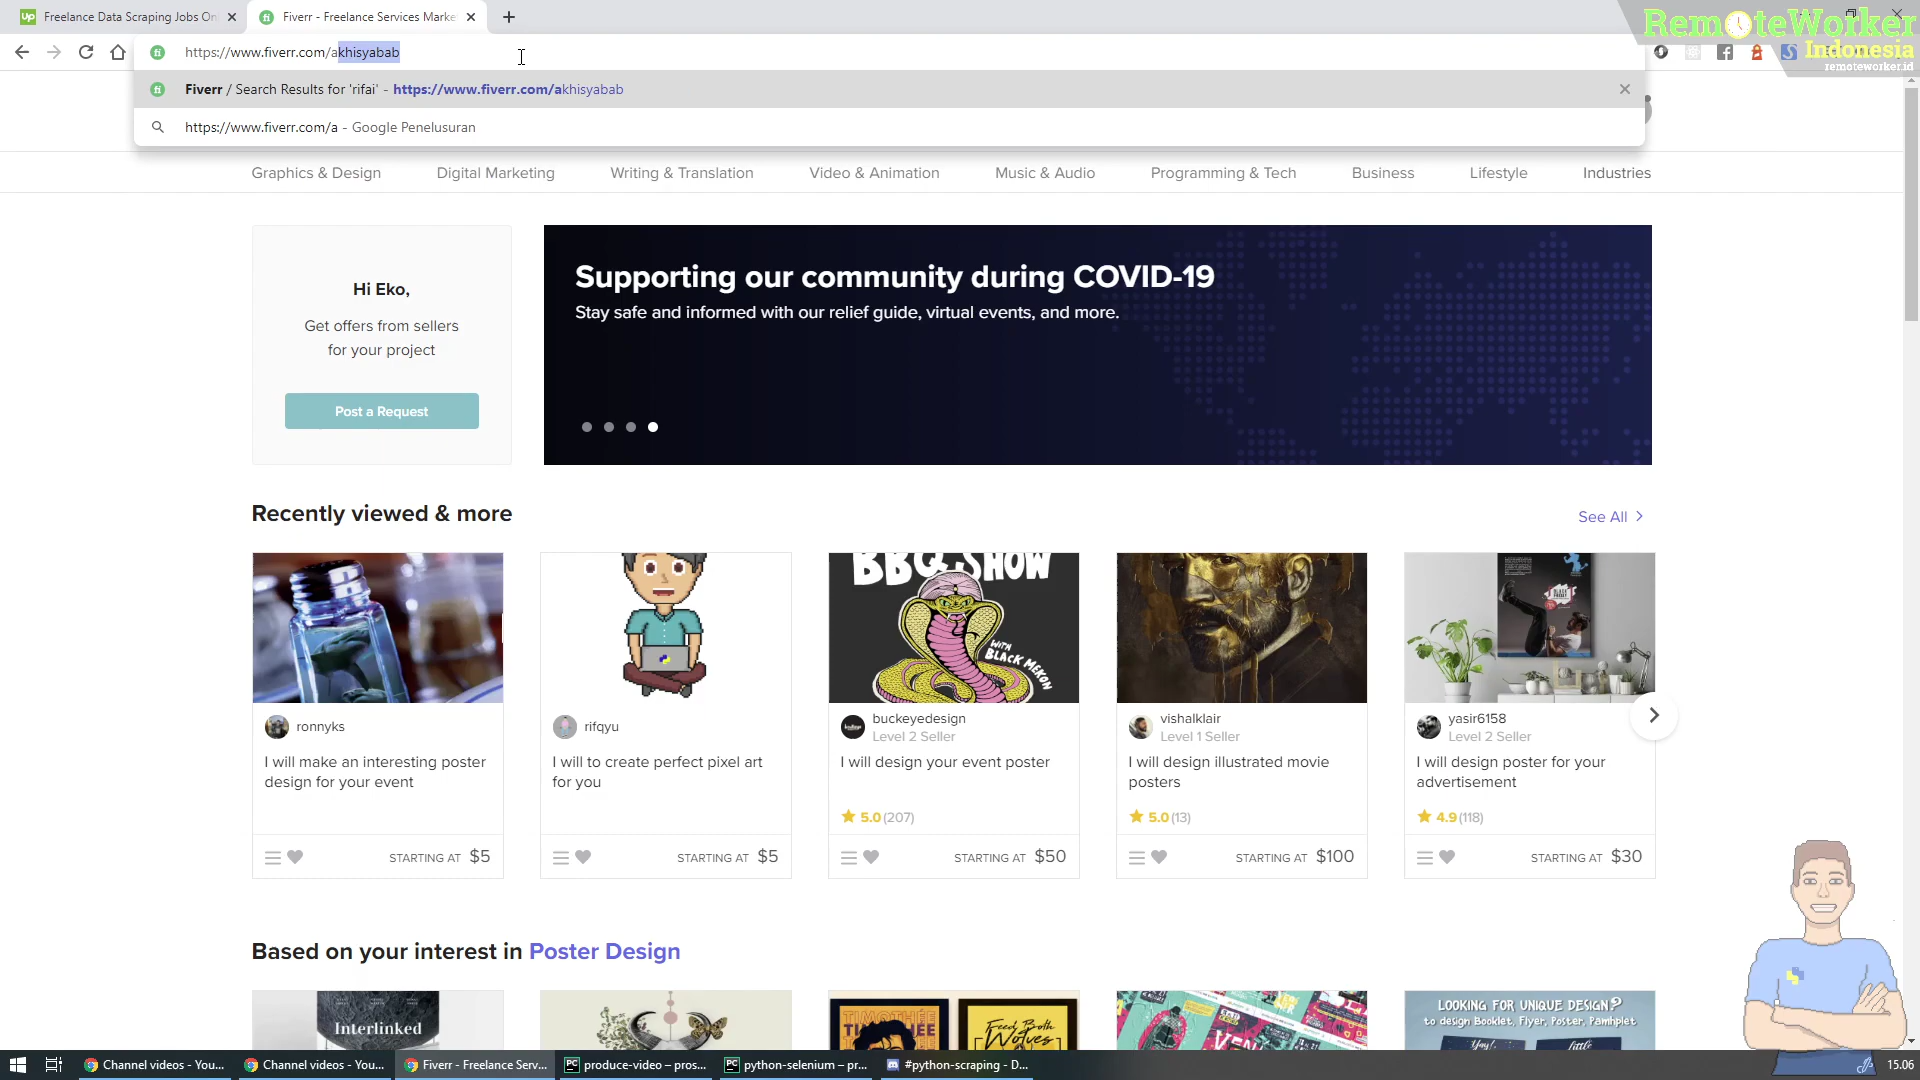 Freelance Data Scraping Jobs On
Fiverr - Freelance Services Marke
RemoteWorker
Indonesia
remoteworker.id
https://www.fiverr.com/akhisyabab
Fiverr / Search Results for 'rifai' - https://www.fiverr.com/akhisyabab
https://www.fiverr.com/a - Google Penelusuran
Graphics & Design
Digital Marketing
Writing & Translation
Video & Animation
Music & Audio
Programming & Tech
Business
Lifestyle
Industries
Hi Eko,
Get offers from sellers
for your project
Post a Request
Supporting our community during COVID-19
Stay safe and informed with our relief guide, virtual events, and more.
Recently viewed & more
See All
BBQ SHOW
WITH
BLACK MEKON
ronnyks
I will make an interesting poster
design for your event
STARTING AT $5
rifqyu
I will to create perfect pixel art
for you
STARTING AT $5
buckeyedesign
Level 2 Seller
I will design your event poster
5.0 (207)
STARTING AT $50
vishalklair
Level 1 Seller
I will design illustrated movie
posters
5.0 (13)
STARTING AT $100
yasir6158
Level 2 Seller
I will design poster for your
advertisement
4.9 (118)
STARTING AT $30
Based on your interest in Poster Design
Interlinked
TIMOTHÉE
LOOKING FOR UNIQUE DESIGN?
to design Booklet, Flyer, Poster, Pamhplet
Channel videos - You...
Channel videos - You...
Fiverr - Freelance Serv...
produce-video – pros...
python-selenium – pr...
#python-scraping - D...
15.06